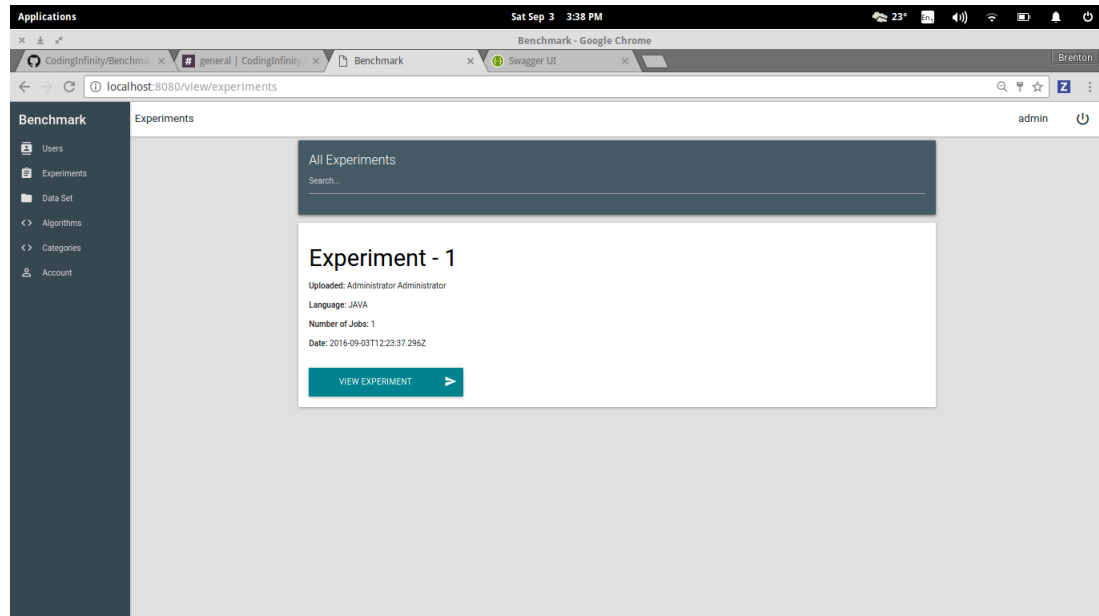 Applications
Sat Sep 3 3:38 PM
23°
En1
Benchmark - Google Chrome
CodingInfinity/Benchma
general | CodingInfinity
Benchmark
Swagger UI
Brenton
localhost:8080/view/experiments
Z
Benchmark
Experiments
admin
Users
Experiments
Data Set
Algorithms
Categories
Account
All Experiments
Search...
Experiment - 1
Uploaded: Administrator Administrator
Language: JAVA
Number of Jobs: 1
Date: 2016-09-03T12:23:37.296Z
VIEW EXPERIMENT